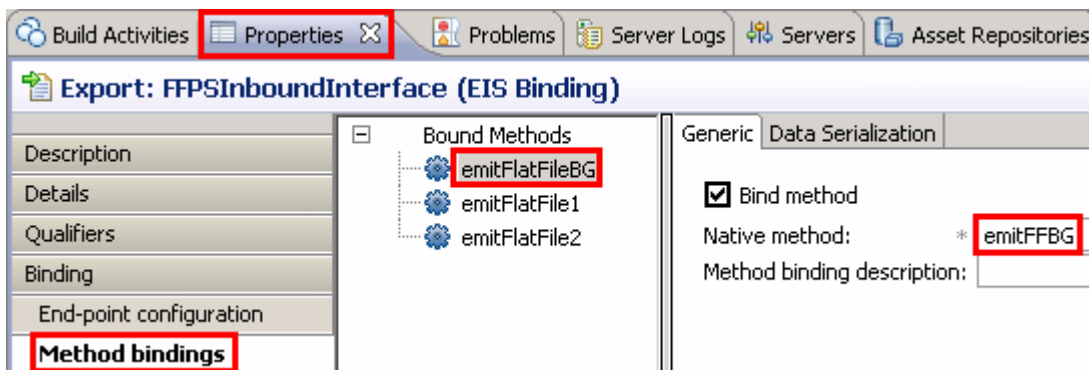 Build Activities Properties Problems Server Logs Servers Asset Repositories
Export: FFPSInboundInterface (EIS Binding)
Description
Details
Qualifiers
Binding
End-point configuration
Method bindings
Bound Methods
emitFlatFileBG
emitFlatFile1
emitFlatFile2
Generic Data Serialization
Bind method
Native method: * emitFFBG
Method binding description: